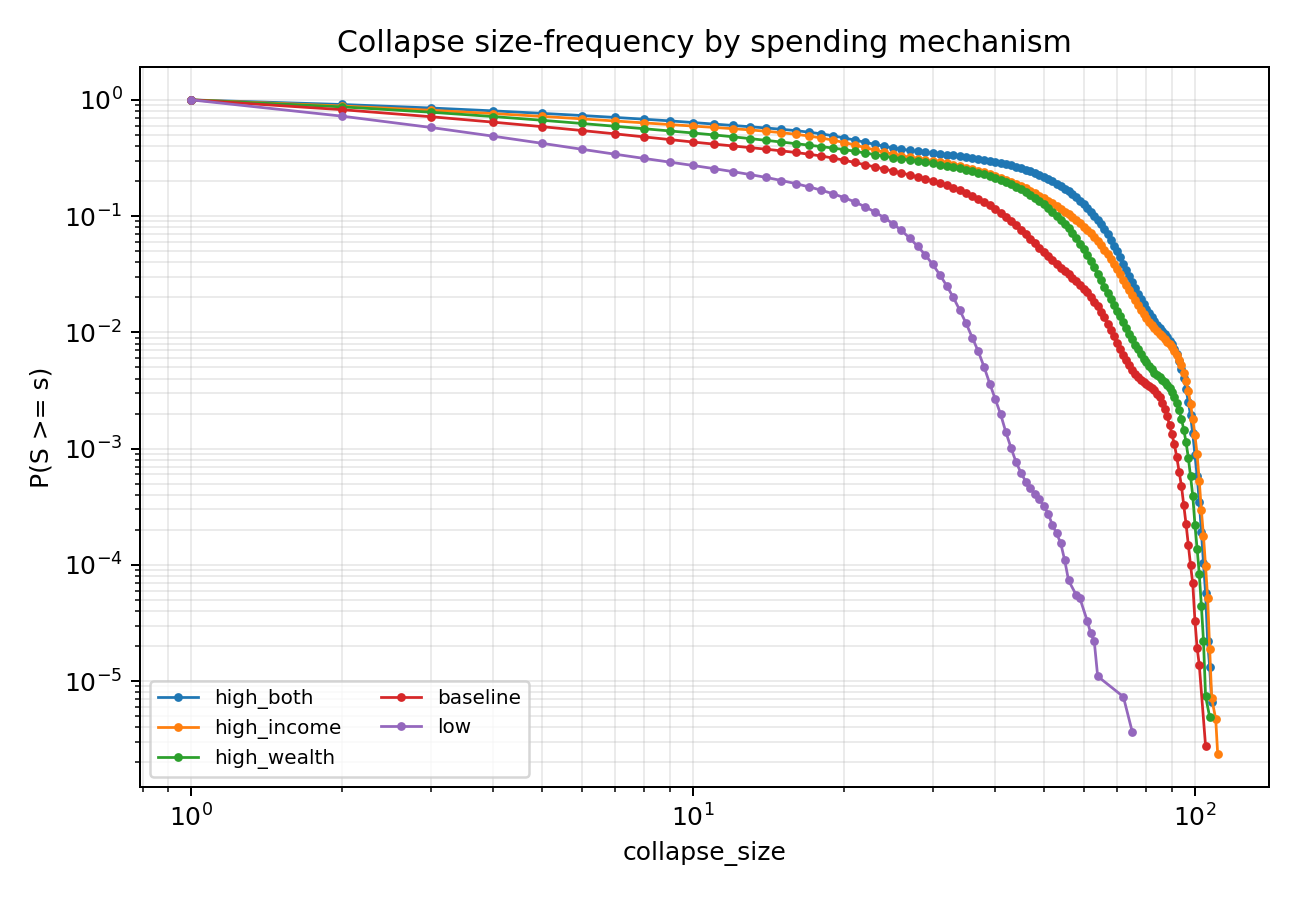 Collapse size-frequency by spending mechanism
P(S >= s)
10^0
10^-1
10^-2
10^-3
10^-4
10^-5
high_both
high_income
high_wealth
baseline
low
10^0 10^1 10^2
collapse_size